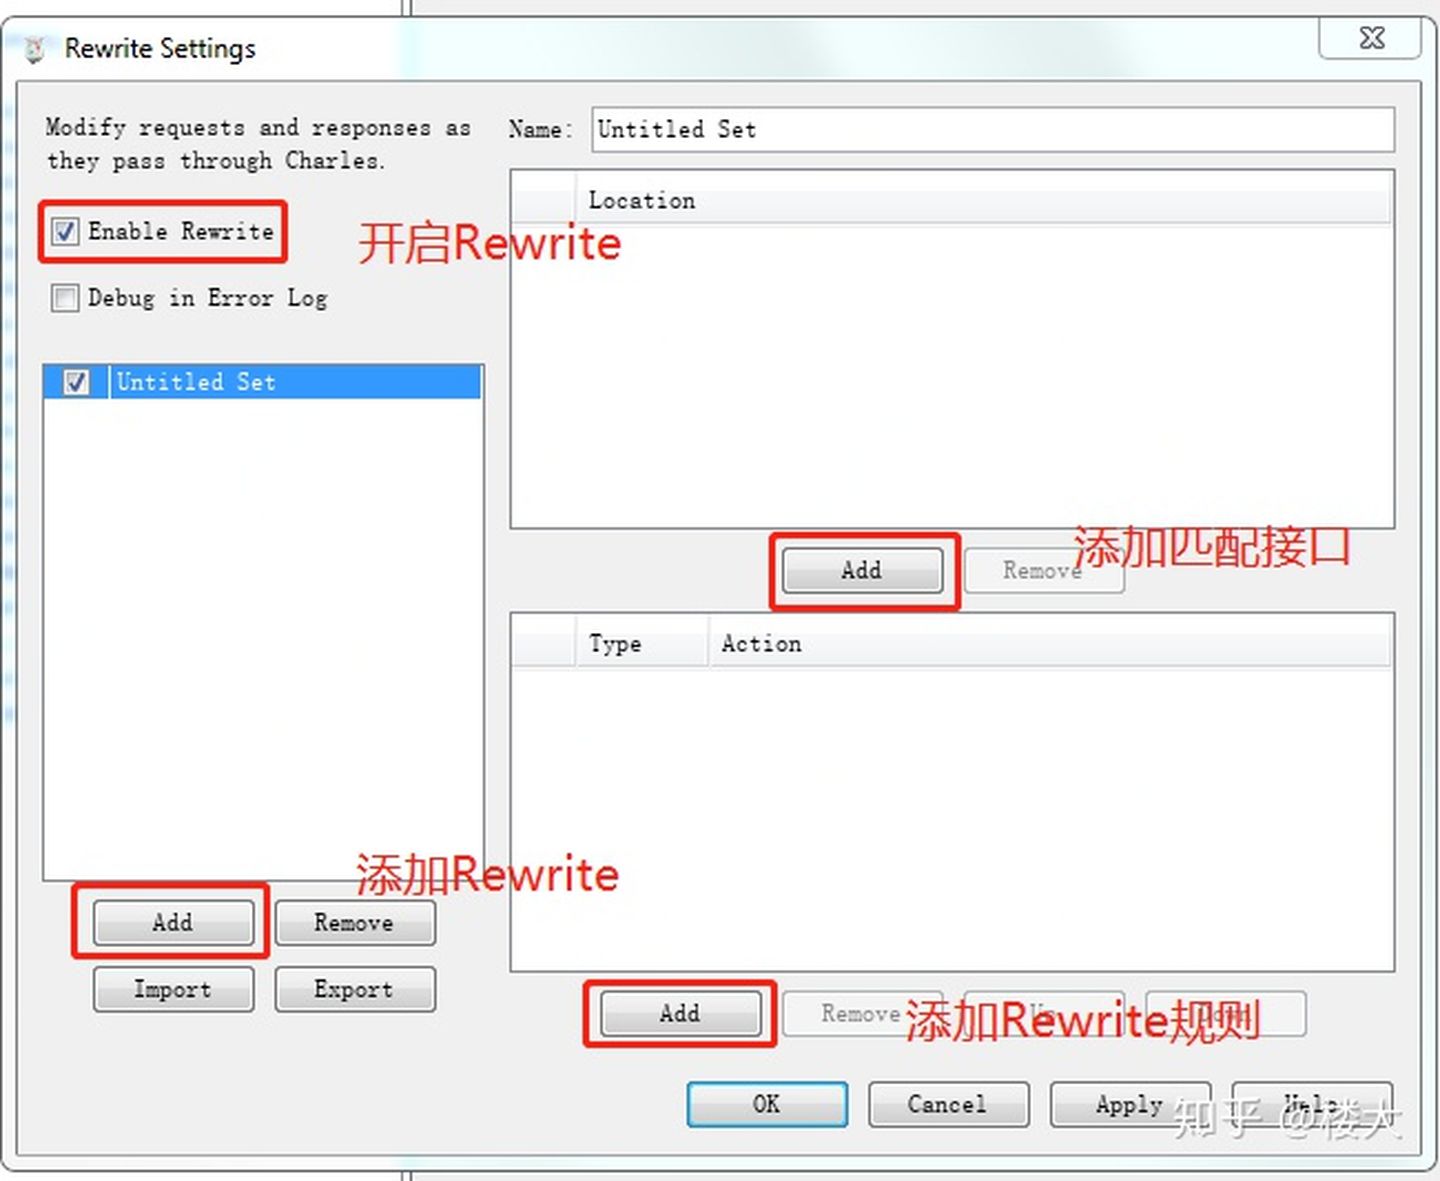 Rewrite Settings
Modify requests and responses as
they pass through Charles.
Enable Rewrite
开启Rewrite
Debug in Error Log
Untitled Set
添加Rewrite
Add
Remove
Import
Export
Name: Untitled Set
Location
Add
Remove
添加匹配接口
Type
Action
Add
Remove
添加Rewrite规则
Up
Down
OK
Cancel
Apply
Help
知乎 @楼大